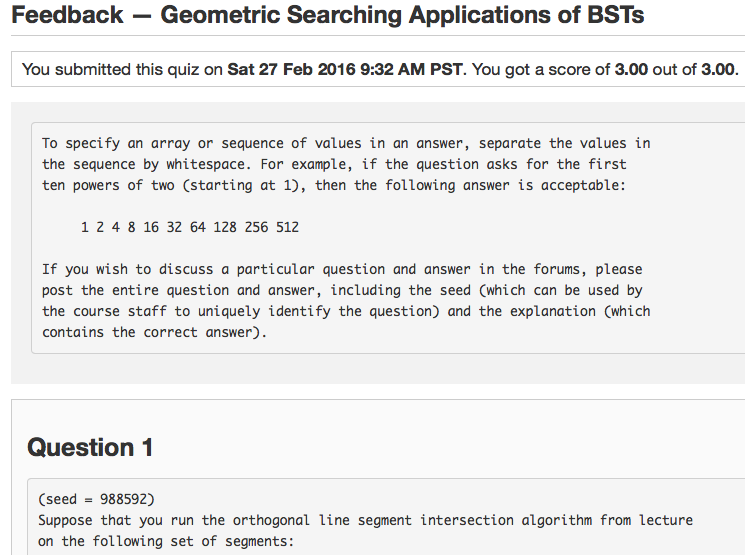 Feedback — Geometric Searching Applications of BSTs
You submitted this quiz on Sat 27 Feb 2016 9:32 AM PST. You got a score of 3.00 out of 3.00.
To specify an array or sequence of values in an answer, separate the values in
the sequence by whitespace. For example, if the question asks for the first
ten powers of two (starting at 1), then the following answer is acceptable:
1 2 4 8 16 32 64 128 256 512
If you wish to discuss a particular question and answer in the forums, please
post the entire question and answer, including the seed (which can be used by
the course staff to uniquely identify the question) and the explanation (which
contains the correct answer).
Question 1
(seed = 988592)
Suppose that you run the orthogonal line segment intersection algorithm from lecture
on the following set of segments: